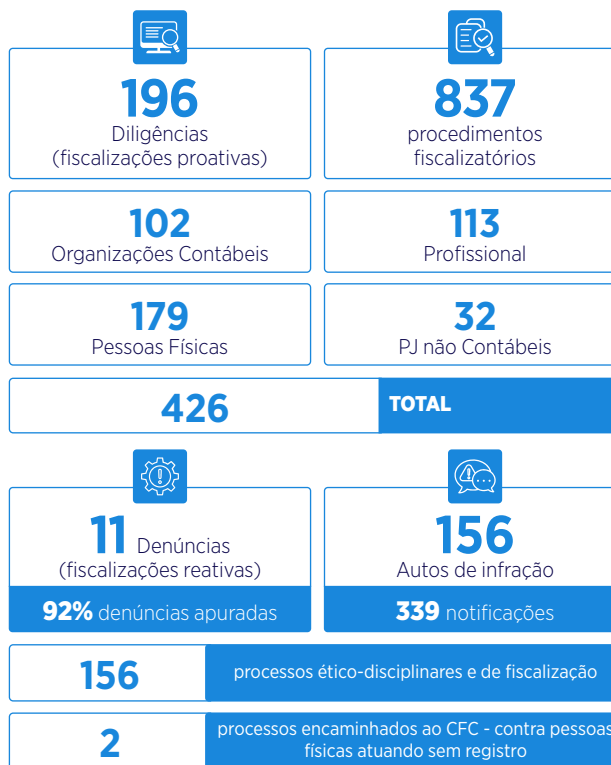 196
Diligências
(fiscalizações proativas)
837
procedimentos
fiscalizatórios
102
Organizações Contábeis
113
Profissional
179
Pessoas Físicas
32
PJ não Contábeis
426
TOTAL
11 Denúncias
(fiscalizações reativas)
92% denúncias apuradas
156
Autos de infração
339 notificações
156
processos ético-disciplinares e de fiscalização
2
processos encaminhados ao CFC - contra pessoas
físicas atuando sem registro